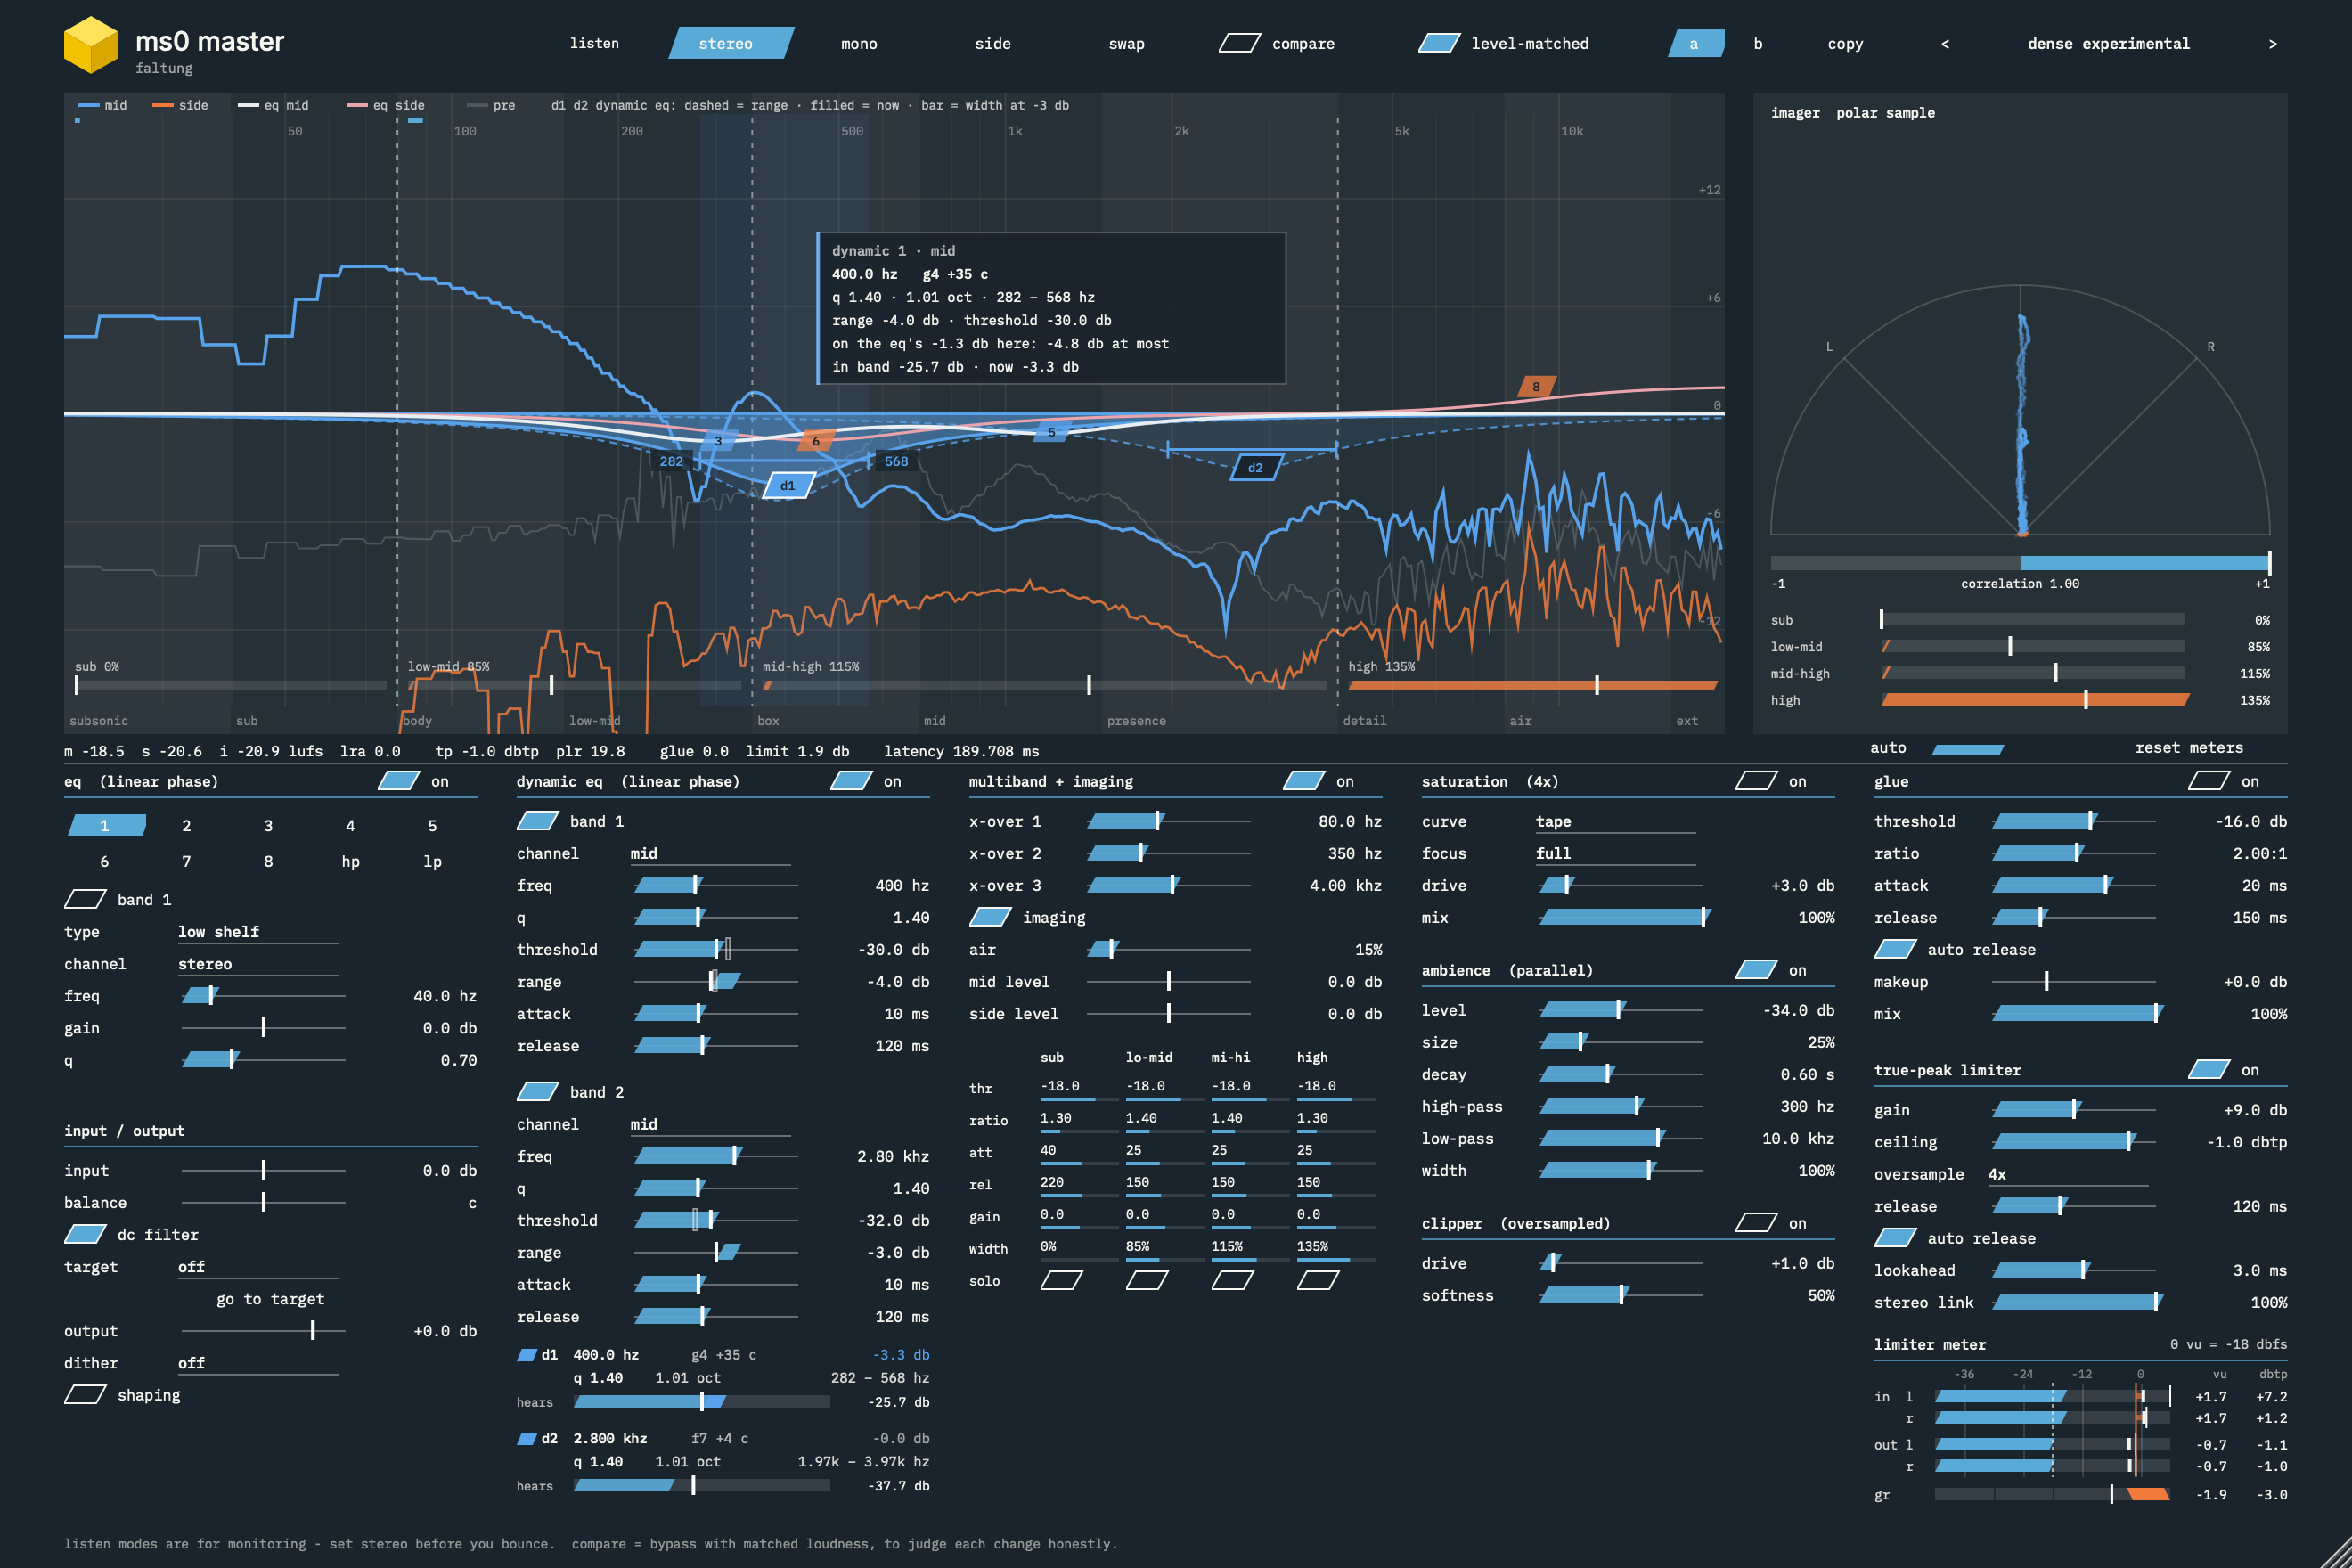 ms0 master
faltung
listen stereo mono side swap compare level-matched a b copy < dense experimental >
mid side eq mid eq side pre d1 d2 dynamic eq: dashed = range · filled = now · bar = width at -3 db
50 100 200 500 1k 2k 5k 10k
+12
+6
0
-6
-12
dynamic 1 · mid
400.0 hz g4 +35 c
q 1.40 · 1.01 oct · 282 – 568 hz
range -4.0 db · threshold -30.0 db
on the eq's -1.3 db here: -4.8 db at most
in band -25.7 db · now -3.3 db
8
3 6 5
282 568 d2
d1
sub 0% low-mid 85% mid-high 115% high 135%
subsonic sub body low-mid box mid presence detail air ext
imager polar sample
L R
-1 correlation 1.00 +1
sub 0%
low-mid 85%
mid-high 115%
high 135%
m -18.5 s -20.6 i -20.9 lufs lra 0.0 tp -1.0 dbtp plr 19.8 glue 0.0 limit 1.9 db latency 189.708 ms
auto reset meters
eq (linear phase) on
1 2 3 4 5
6 7 8 hp lp
band 1
type low shelf
channel stereo
freq 40.0 hz
gain 0.0 db
q 0.70
input / output
input 0.0 db
balance c
dc filter
target off
go to target
output +0.0 db
dither off
shaping
dynamic eq (linear phase) on
band 1
channel mid
freq 400 hz
q 1.40
threshold -30.0 db
range -4.0 db
attack 10 ms
release 120 ms
band 2
channel mid
freq 2.80 khz
q 1.40
threshold -32.0 db
range -3.0 db
attack 10 ms
release 120 ms
d1 400.0 hz g4 +35 c -3.3 db
q 1.40 1.01 oct 282 – 568 hz
hears -25.7 db
d2 2.800 khz f7 +4 c -0.0 db
q 1.40 1.01 oct 1.97k – 3.97k hz
hears -37.7 db
multiband + imaging on
x-over 1 80.0 hz
x-over 2 350 hz
x-over 3 4.00 khz
imaging
air 15%
mid level 0.0 db
side level 0.0 db
sub lo-mid mi-hi high
thr -18.0 -18.0 -18.0 -18.0
ratio 1.30 1.40 1.40 1.30
att 40 25 25 25
rel 220 150 150 150
gain 0.0 0.0 0.0 0.0
width 0% 85% 115% 135%
solo
saturation (4x) on
curve tape
focus full
drive +3.0 db
mix 100%
ambience (parallel) on
level -34.0 db
size 25%
decay 0.60 s
high-pass 300 hz
low-pass 10.0 khz
width 100%
clipper (oversampled) on
drive +1.0 db
softness 50%
glue on
threshold -16.0 db
ratio 2.00:1
attack 20 ms
release 150 ms
auto release
makeup +0.0 db
mix 100%
true-peak limiter on
gain +9.0 db
ceiling -1.0 dbtp
oversample 4x
release 120 ms
auto release
lookahead 3.0 ms
stereo link 100%
limiter meter 0 vu = -18 dbfs
-36 -24 -12 0 vu dbtp
in l +1.7 +7.2
r +1.7 +1.2
out l -0.7 -1.1
r -0.7 -1.0
gr -1.9 -3.0
listen modes are for monitoring - set stereo before you bounce. compare = bypass with matched loudness, to judge each change honestly.